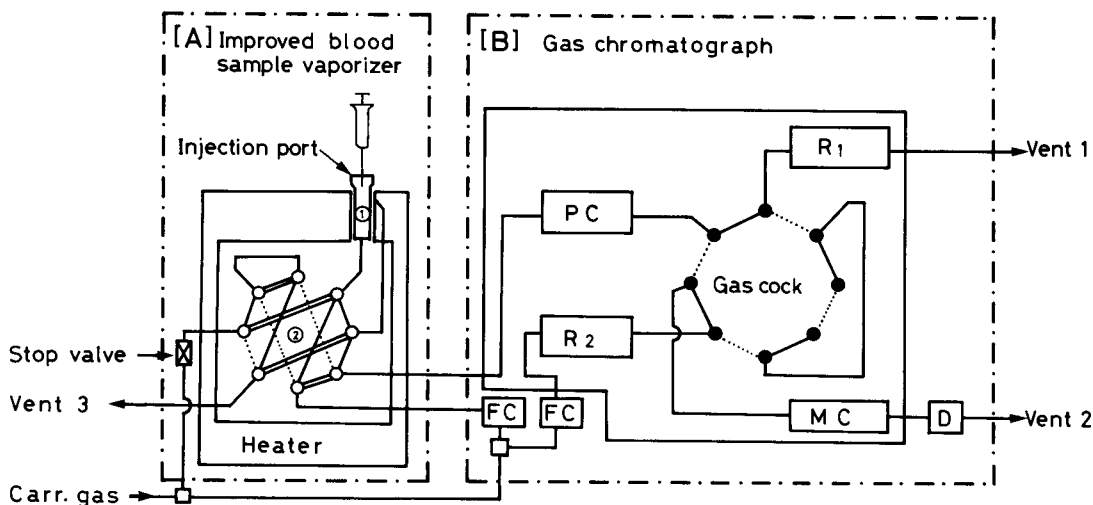 [A] Improved blood
sample vaporizer
[B] Gas chromatograph
Injection port
①
②
Heater
Stop valve
Vent 3
Carr. gas
PC
R₁
Vent 1
Gas cock
R₂
FC
FC
MC
D
Vent 2